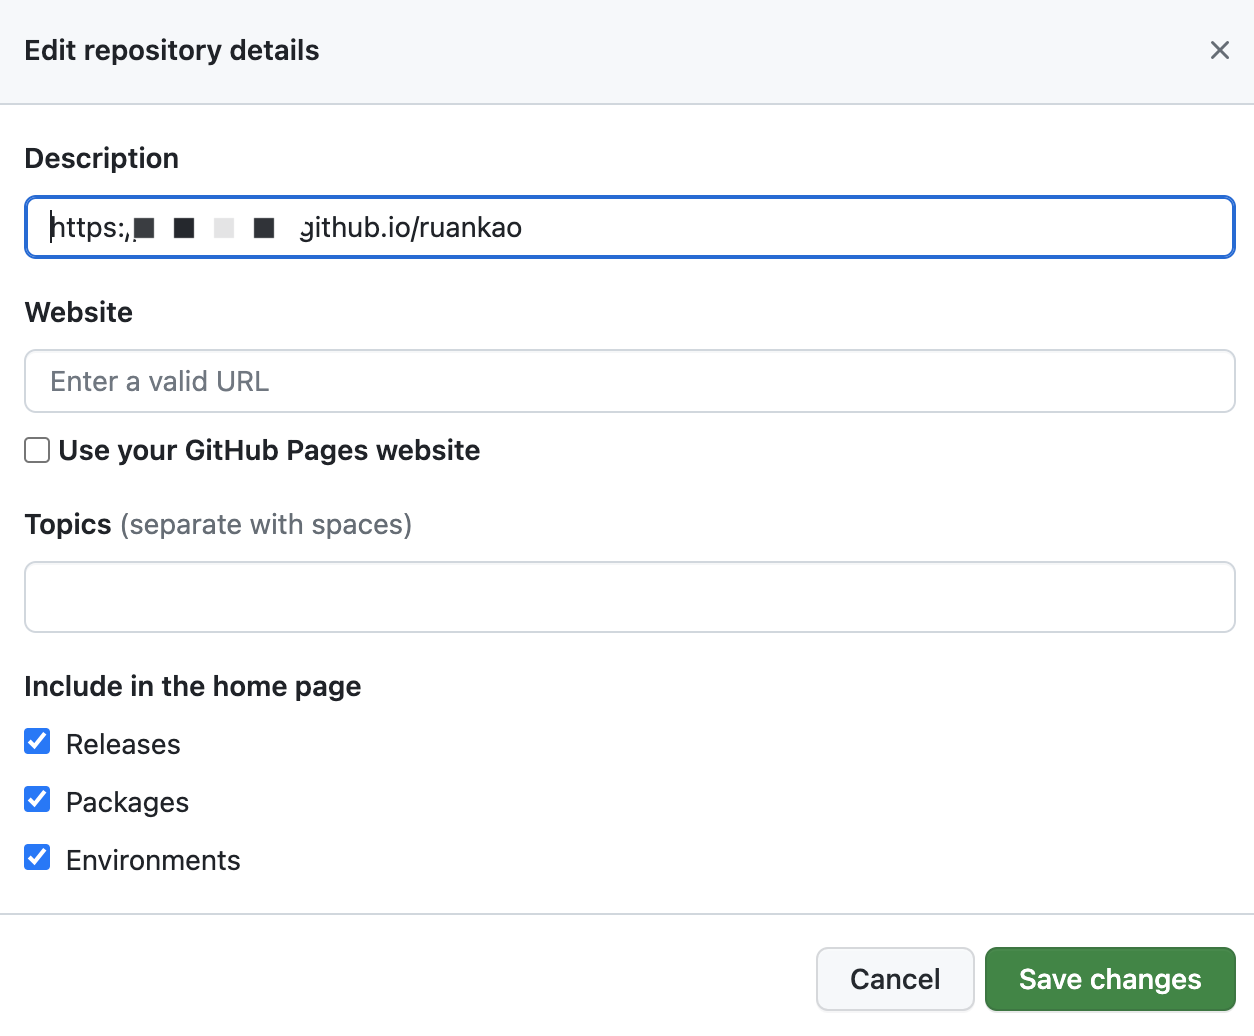 Edit repository details
Description
https: github.io/ruankao
Website
Enter a valid URL
Use your GitHub Pages website
Topics (separate with spaces)
Include in the home page
Releases
Packages
Environments
Cancel Save changes